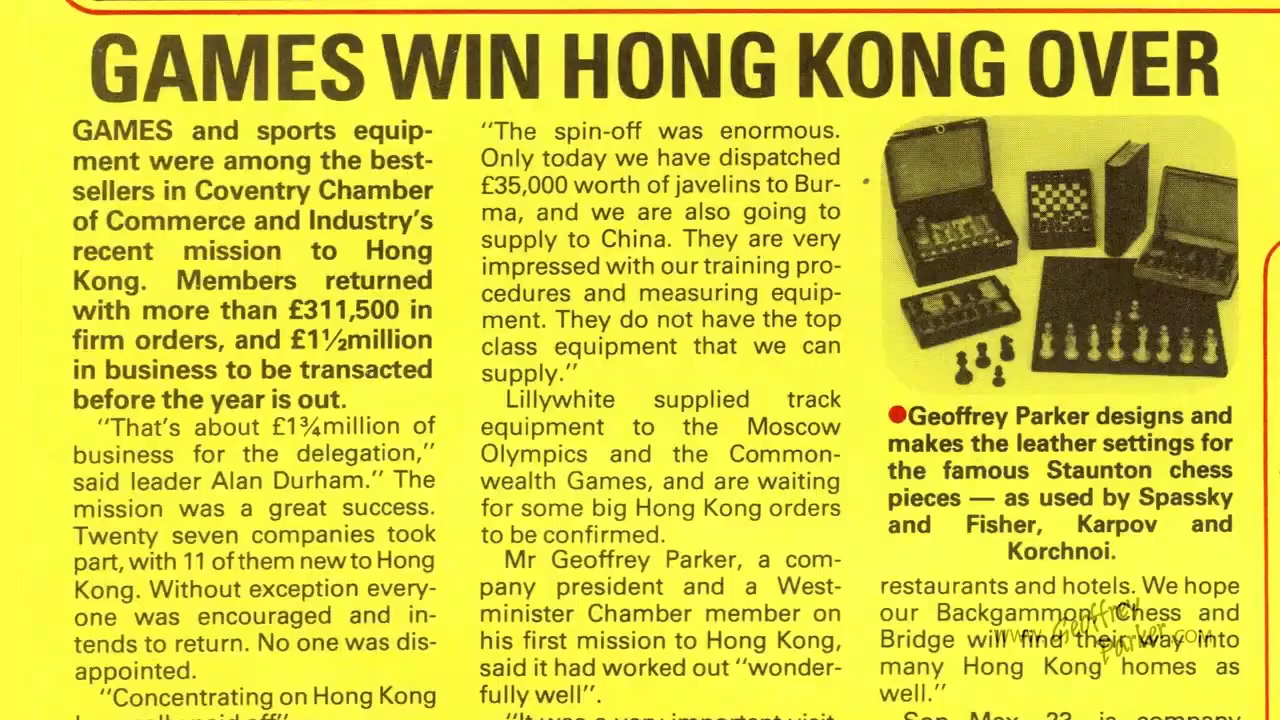 GAMES WIN HONG KONG OVER
GAMES and sports equip-
ment were among the best-
sellers in Coventry Chamber
of Commerce and Industry's
recent mission to Hong
Kong. Members returned
with more than £311,500 in
firm orders, and £1½million
in business to be transacted
before the year is out.
"That's about £1¾million of
business for the delegation,"
said leader Alan Durham." The
mission was a great success.
Twenty seven companies took
part, with 11 of them new to Hong
Kong. Without exception every-
one was encouraged and in-
tends to return. No one was dis-
appointed.
"Concentrating on Hong Kong
"The spin-off was enormous.
Only today we have dispatched
£35,000 worth of javelins to Bur-
ma, and we are also going to
supply to China. They are very
impressed with our training pro-
cedures and measuring equip-
ment. They do not have the top
class equipment that we can
supply."
Lillywhite supplied track
equipment to the Moscow
Olympics and the Common-
wealth Games, and are waiting
for some big Hong Kong orders
to be confirmed.
Mr Geoffrey Parker, a com-
pany president and a West-
minister Chamber member on
his first mission to Hong Kong,
said it had worked out "wonder-
fully well".
"It was a very important visit
●Geoffrey Parker designs and
makes the leather settings for
the famous Staunton chess
pieces — as used by Spassky
and Fisher, Karpov and
Korchnoi.
restaurants and hotels. We hope
our Backgammon, Chess and
Bridge will find their way into
many Hong Kong homes as
well."
www.Geoffrey
Parker.com